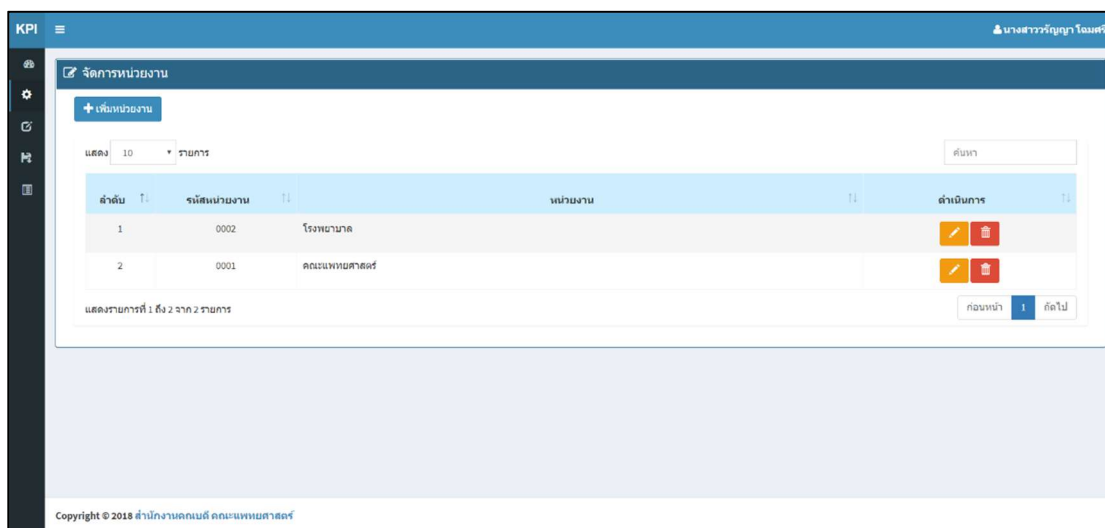 KPI นางสาววรัญญา โฉมศรี
จัดการหน่วยงาน
เพิ่มหน่วยงาน
แสดง 10 รายการ ค้นหา
ลำดับ รหัสหน่วยงาน หน่วยงาน ดำเนินการ
1 0002 โรงพยาบาล
2 0001 คณะแพทยศาสตร์
แสดงรายการที่ 1 ถึง 2 จาก 2 รายการ ก่อนหน้า 1 ถัดไป
Copyright © 2018 สำนักงานคณบดี คณะแพทยศาสตร์